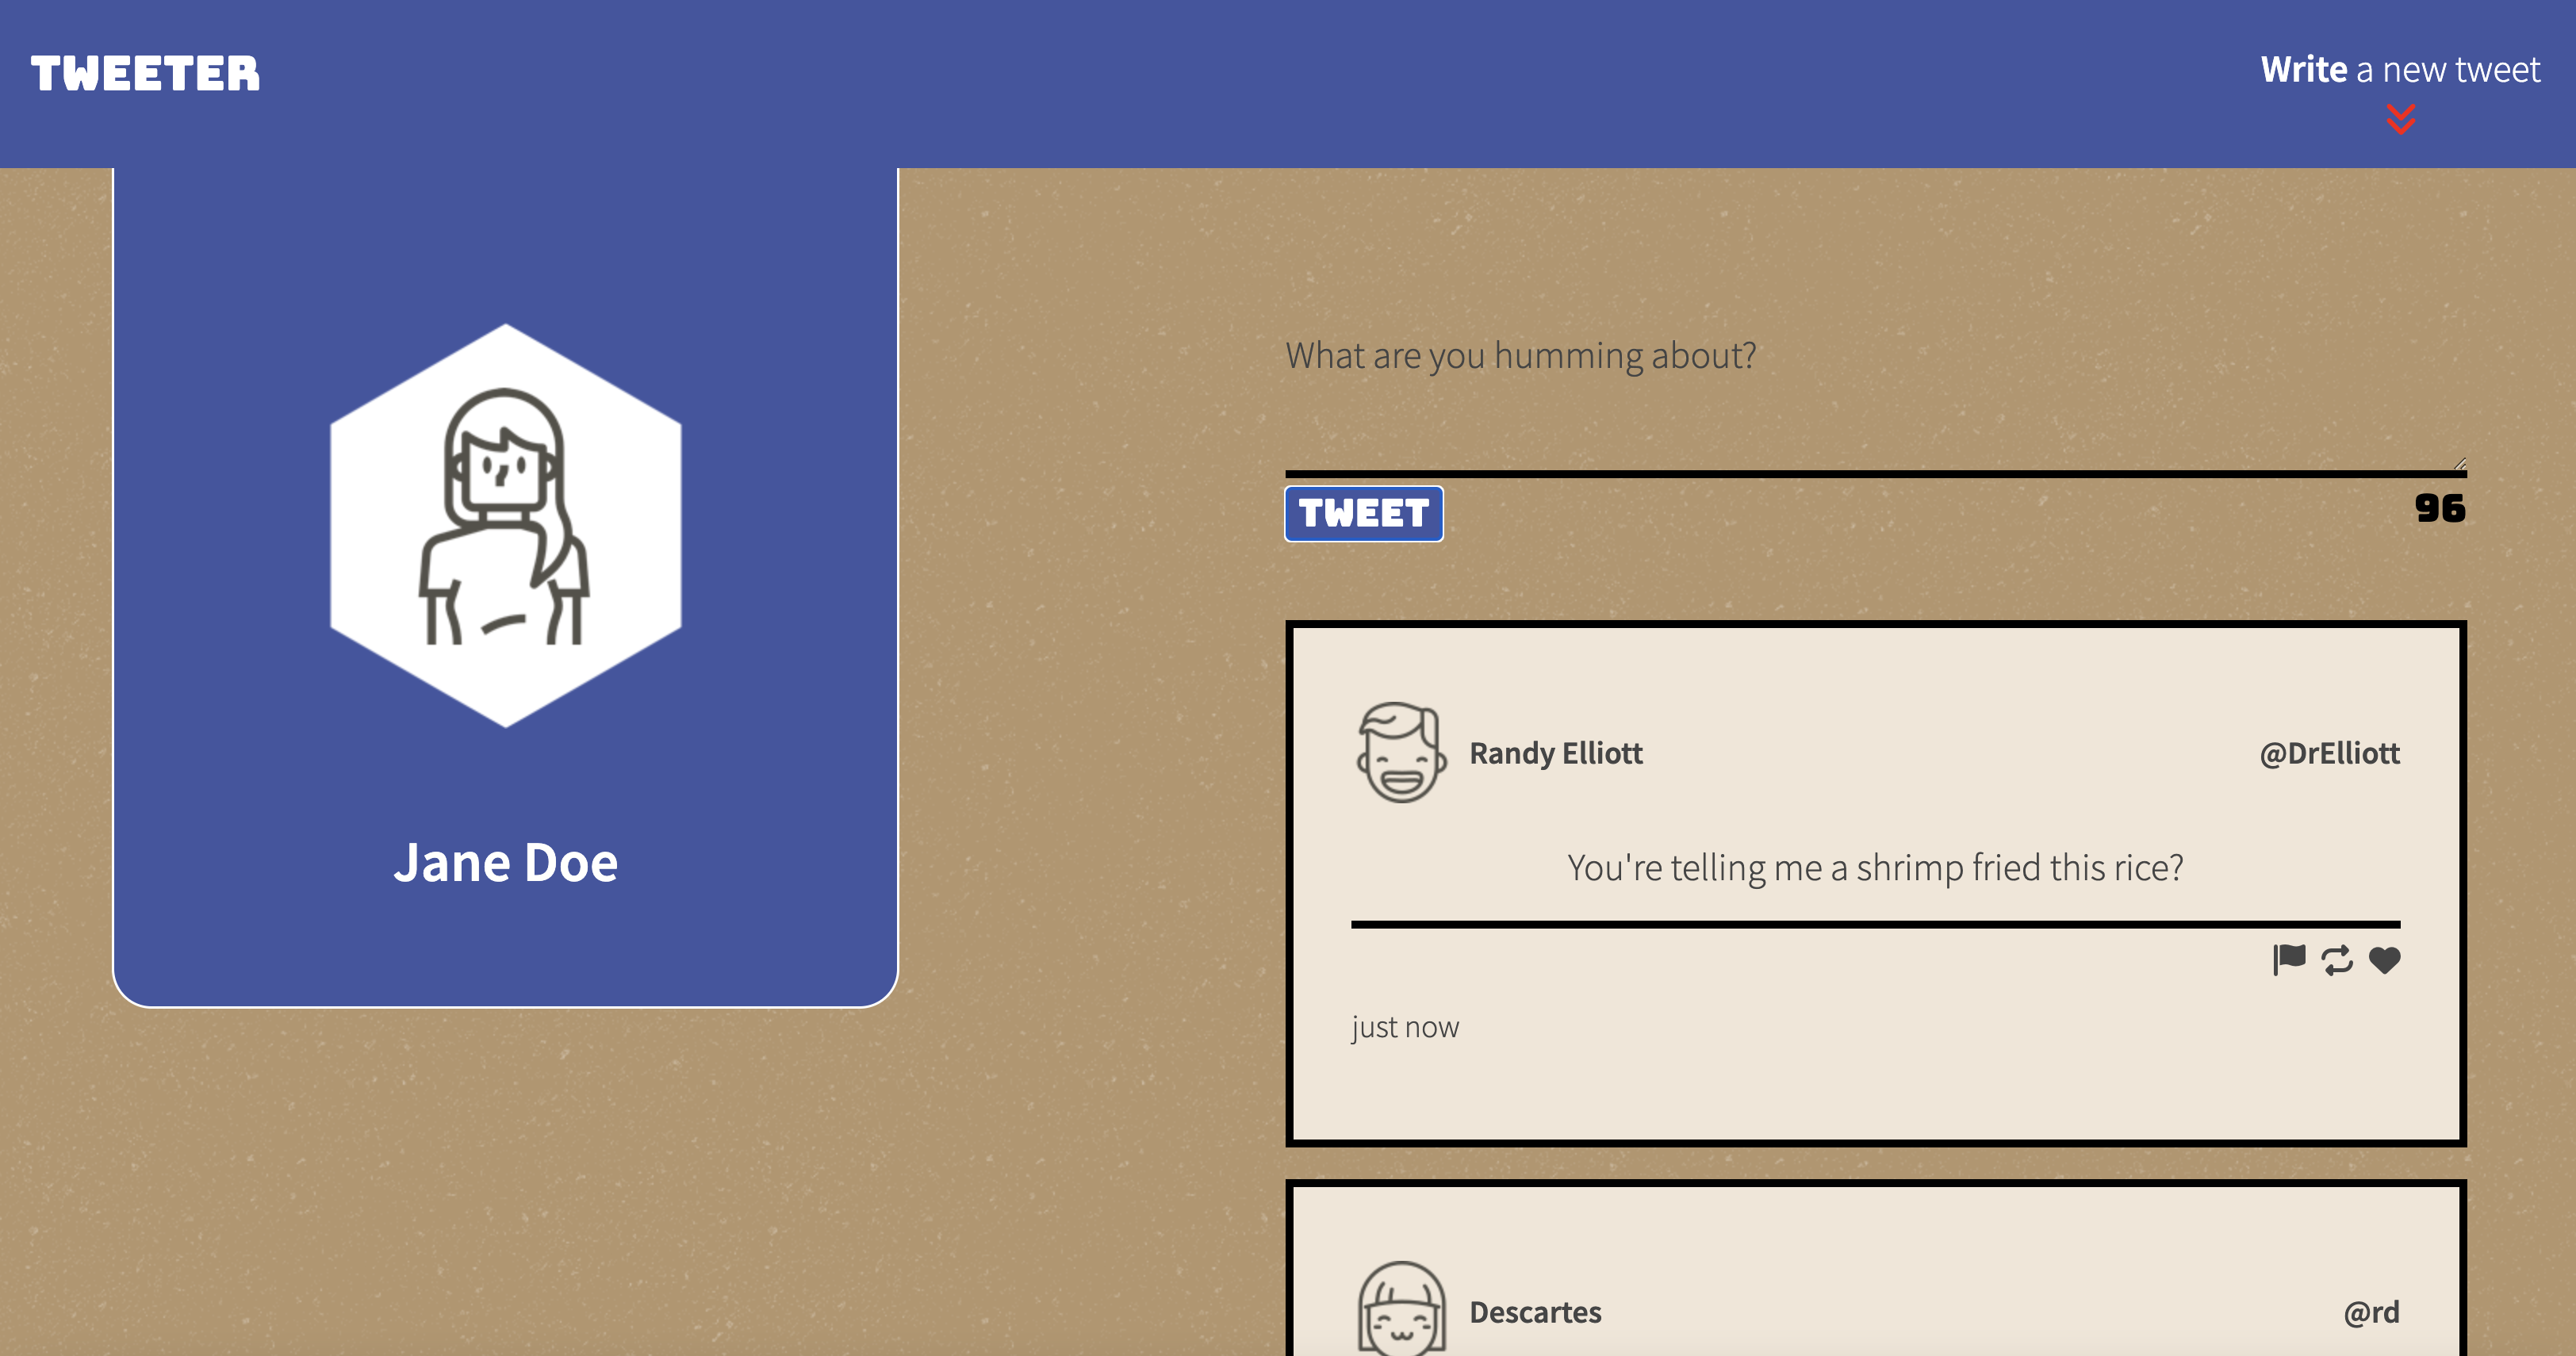 TWEETER
Write a new tweet
What are you humming about?
TWEET
96
Jane Doe
Randy Elliott
@DrElliott
You're telling me a shrimp fried this rice?
just now
Descartes
@rd